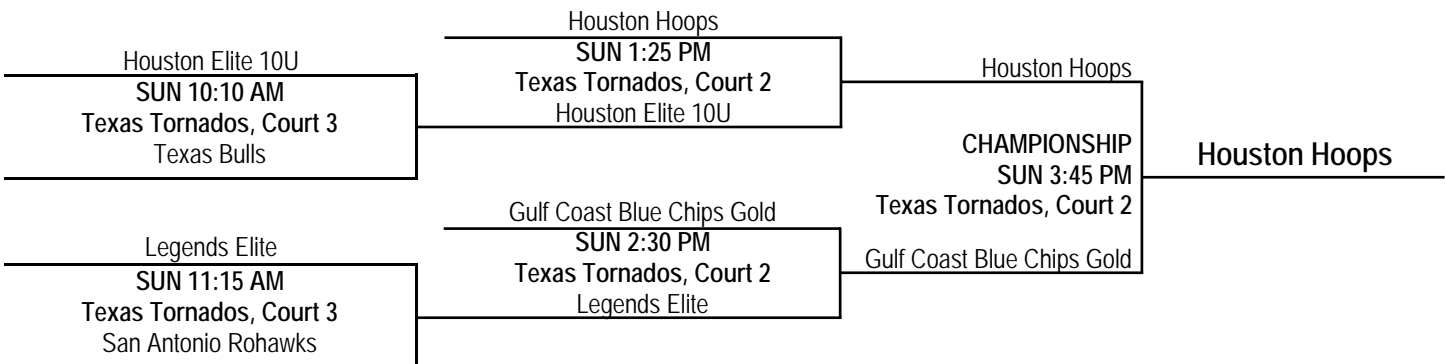 Houston Elite 10U
SUN 10:10 AM
Texas Tornados, Court 3
Texas Bulls
Legends Elite
SUN 11:15 AM
Texas Tornados, Court 3
San Antonio Rohawks
Houston Hoops
SUN 1:25 PM
Texas Tornados, Court 2
Houston Elite 10U
Gulf Coast Blue Chips Gold
SUN 2:30 PM
Texas Tornados, Court 2
Legends Elite
Houston Hoops
CHAMPIONSHIP
SUN 3:45 PM
Texas Tornados, Court 2
Gulf Coast Blue Chips Gold
Houston Hoops